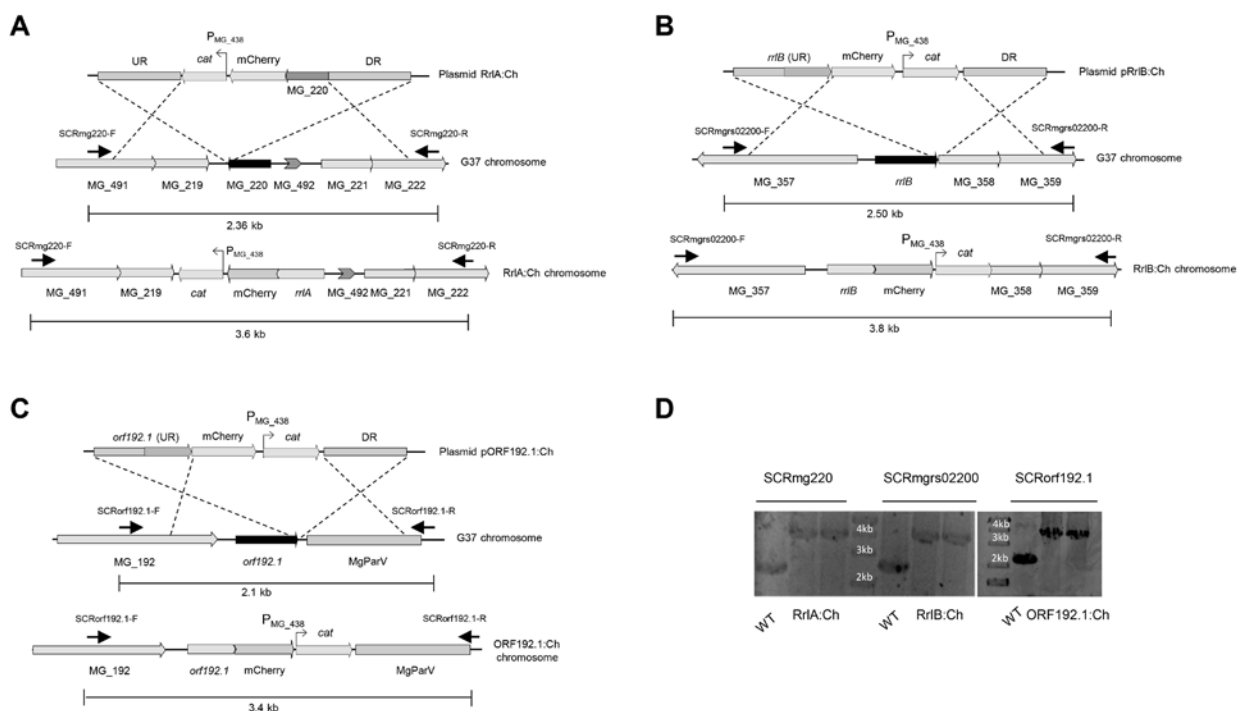 A
P MG_438
UR cat mCherry DR
MG_220
Plasmid RrlA:Ch
SCRmg220-F SCRmg220-R
G37 chromosome
MG_491 MG_219 MG_220 MG_492 MG_221 MG_222
2.36 kb
SCRmg220-F P MG_438 SCRmg220-R
RrlA:Ch chromosome
MG_491 MG_219 cat mCherry rrlA MG_492 MG_221 MG_222
3.6 kb
B
P MG_438
rrlB (UR) mCherry cat DR
Plasmid pRrlB:Ch
SCRmgrs02200-F SCRmgrs02200-R
G37 chromosome
MG_357 rrlB MG_358 MG_359
2.50 kb
SCRmgrs02200-F P MG_438 cat SCRmgrs02200-R
RrlB:Ch chromosome
MG_357 rrlB mCherry MG_358 MG_359
3.8 kb
C
P MG_438
orf192.1 (UR) mCherry cat DR
Plasmid pORF192.1:Ch
SCRorf192.1-F SCRorf192.1-R
G37 chromosome
MG_192 orf192.1 MgParV
2.1 kb
SCRorf192.1-F P MG_438 cat SCRorf192.1-R
ORF192.1:Ch
chromosome
MG_192 orf192.1 mCherry MgParV
3.4 kb
D
SCRmg220 SCRmgrs02200 SCRorf192.1
4kb 4kb
3kb 3kb
2kb 2kb
WT RrlA:Ch WT RrlB:Ch WT ORF192.1:Ch